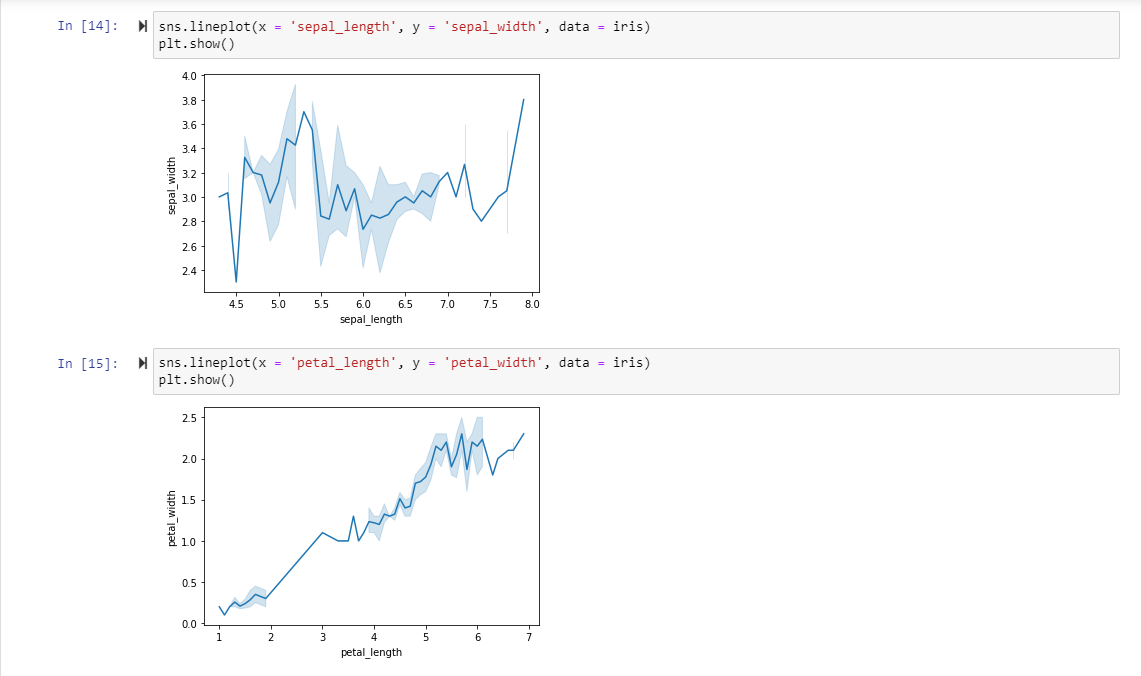 In [14]:
sns.lineplot(x = 'sepal_length', y = 'sepal_width', data = iris)
plt.show()
4.0
3.8
3.6
3.4
3.2
3.0
2.8
2.6
2.4
sepal_width
4.5 5.0 5.5 6.0 6.5 7.0 7.5 8.0
sepal_length
In [15]:
sns.lineplot(x = 'petal_length', y = 'petal_width', data = iris)
plt.show()
2.5
2.0
1.5
1.0
0.5
0.0
petal_width
1 2 3 4 5 6 7
petal_length